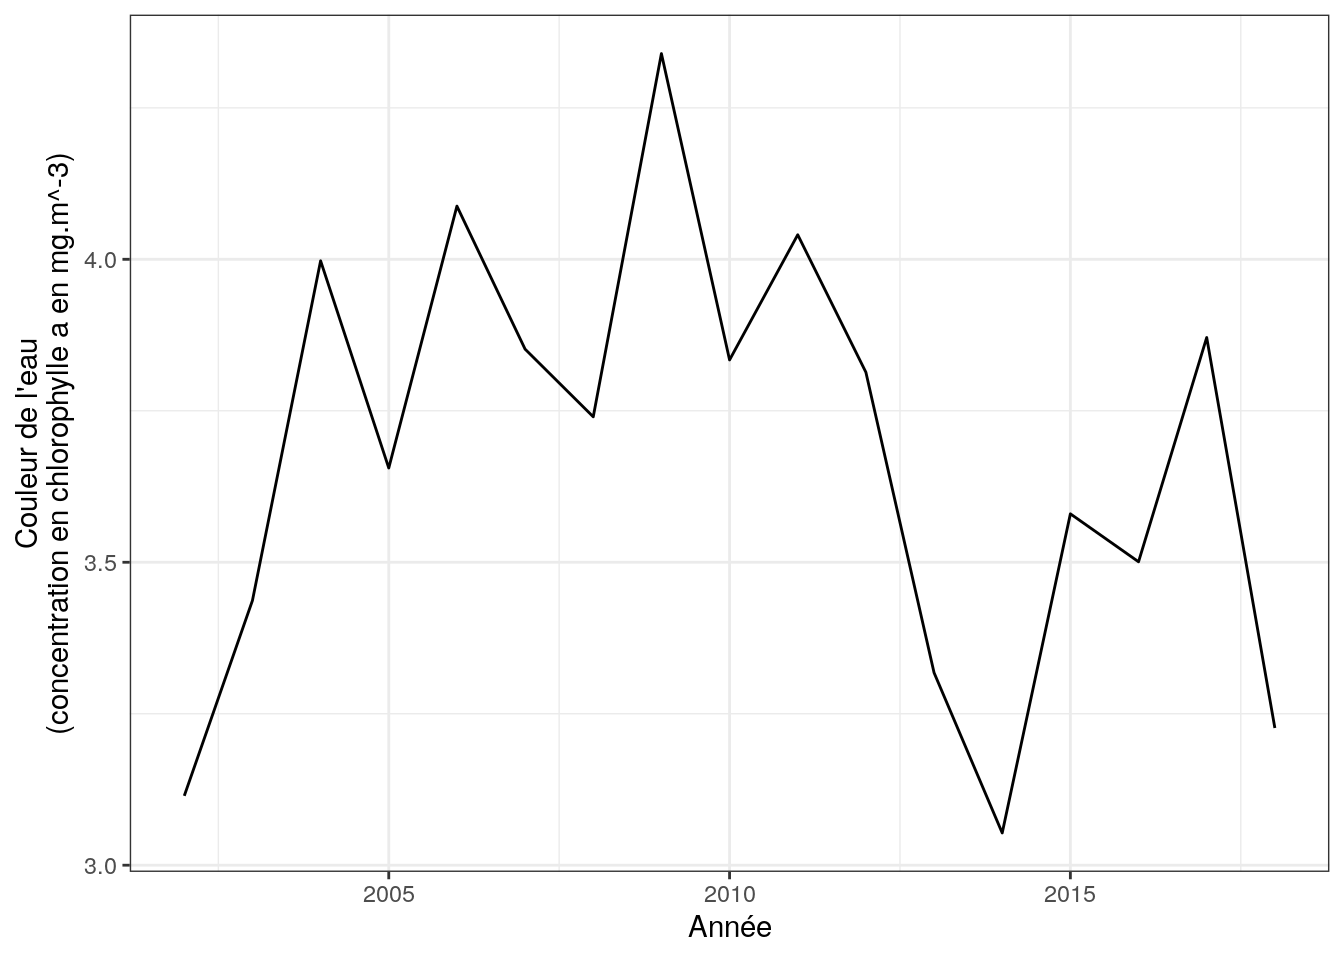 Couleur de l'eau
(concentration en chlorophylle a en mg.m^-3)
4.0
3.5
3.0
2005
2010
2015
Année